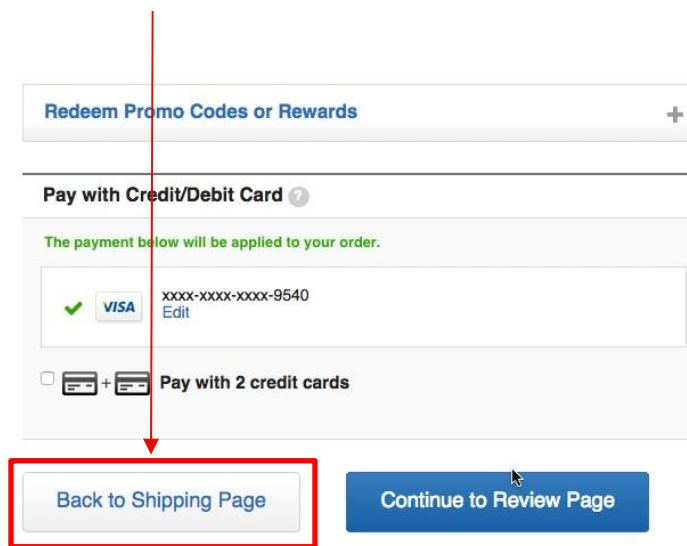 Redeem Promo Codes or Rewards +
Pay with Credit/Debit Card ?
The payment below will be applied to your order.
VISA xxxx-xxxx-xxxx-9540
Edit
+ Pay with 2 credit cards
Back to Shipping Page Continue to Review Page